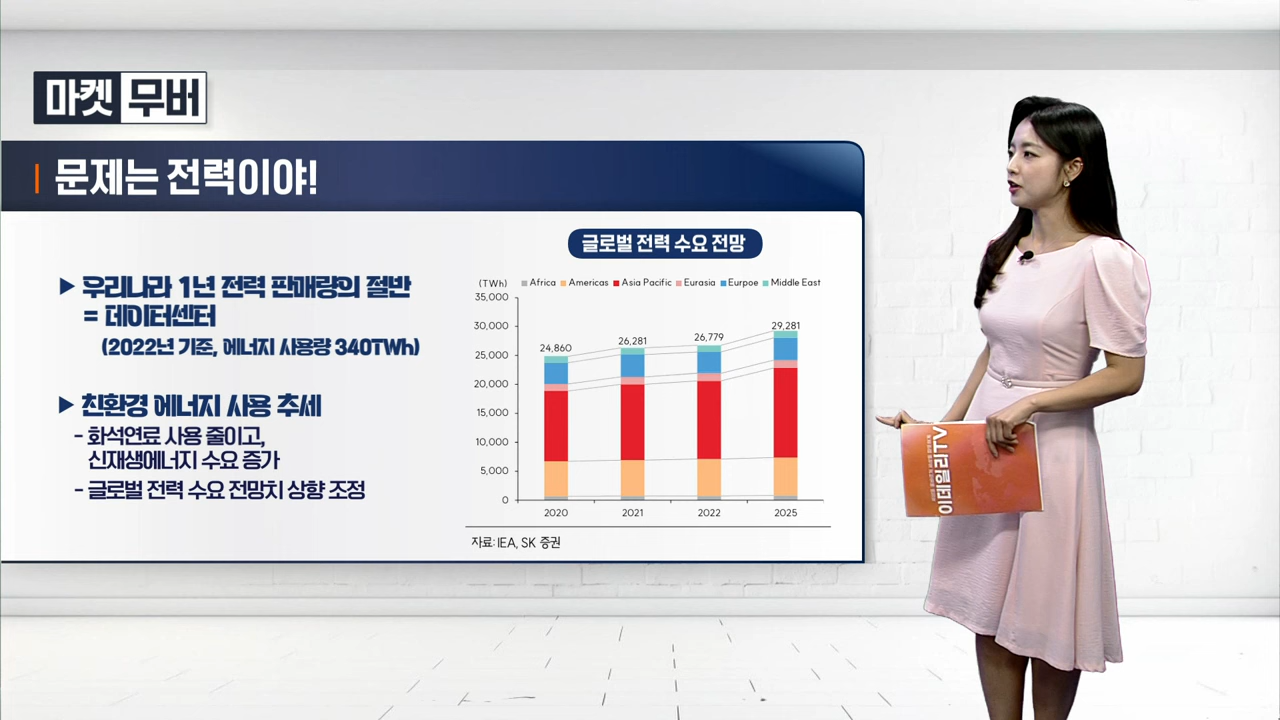 마켓 무버
문제는 전력이야!
▶ 우리나라 1년 전력 판매량의 절반
= 데이터센터
(2022년 기준, 에너지 사용량 340TWh)
▶ 친환경 에너지 사용 추세
- 화석연료 사용 줄이고,
신재생에너지 수요 증가
- 글로벌 전력 수요 전망치 상향 조정
글로벌 전력 수요 전망
(TWh) Africa Americas Asia Pacific Eurasia Eurpoe Middle East
35,000
30,000
25,000
20,000
15,000
10,000
5,000
0
24,860
26,281
26,779
29,281
2020 2021 2022 2025
자료: IEA, SK 증권
이데일리TV